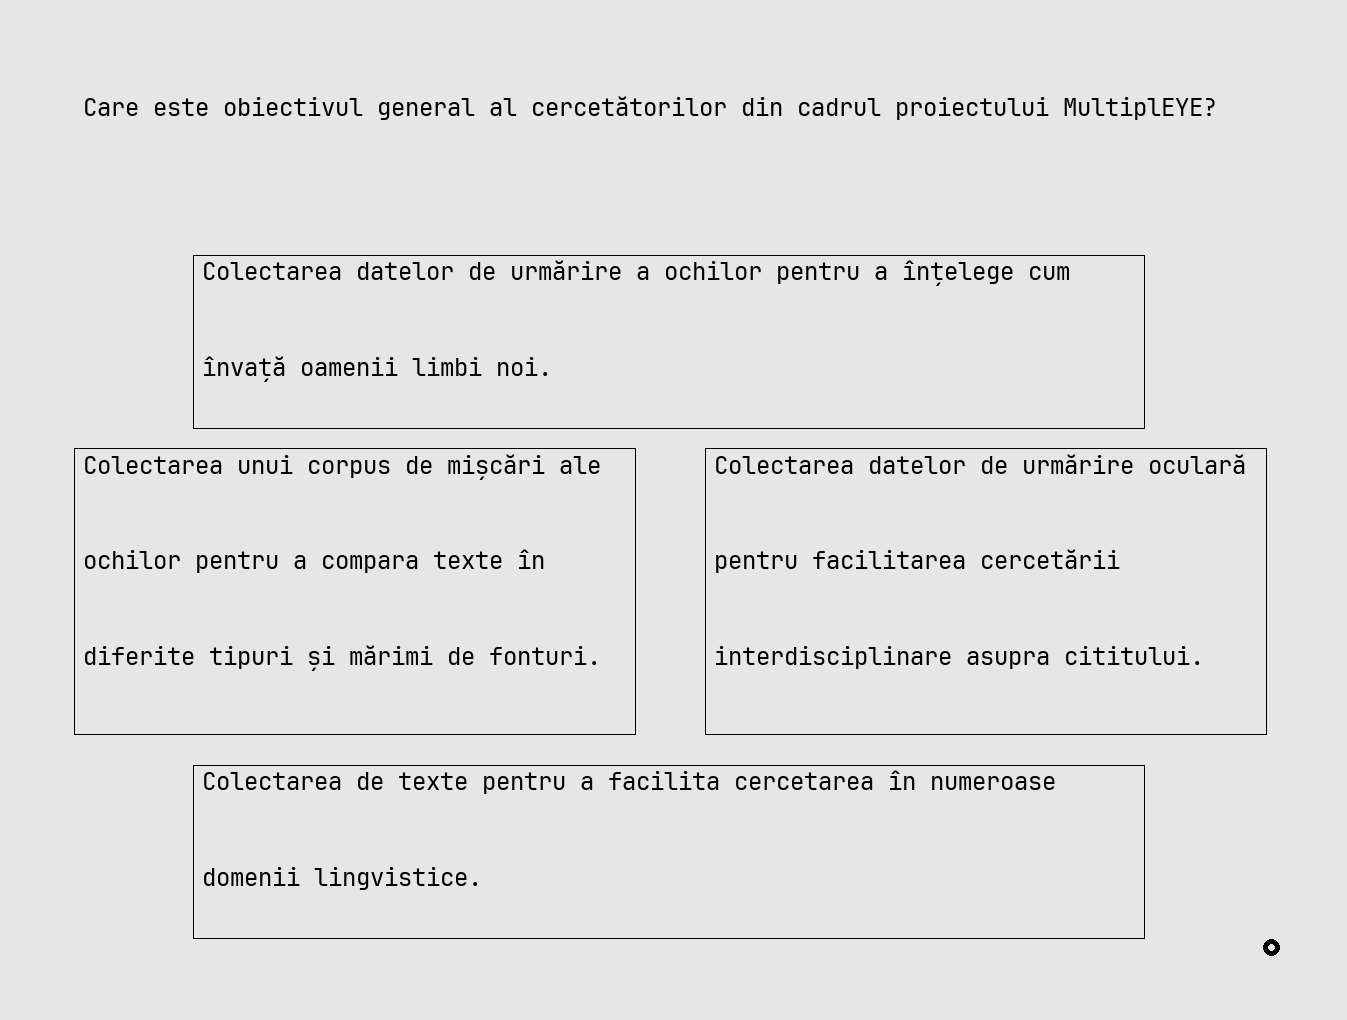 Care este obiectivul general al cercetătorilor din cadrul proiectului MultiplEYE?
Colectarea datelor de urmărire a ochilor pentru a înțelege cum
învață oamenii limbi noi.
Colectarea unui corpus de mișcări ale
ochilor pentru a compara texte în
diferite tipuri și mărimi de fonturi.
Colectarea datelor de urmărire oculară
pentru facilitarea cercetării
interdisciplinare asupra cititului.
Colectarea de texte pentru a facilita cercetarea în numeroase
domenii lingvistice.